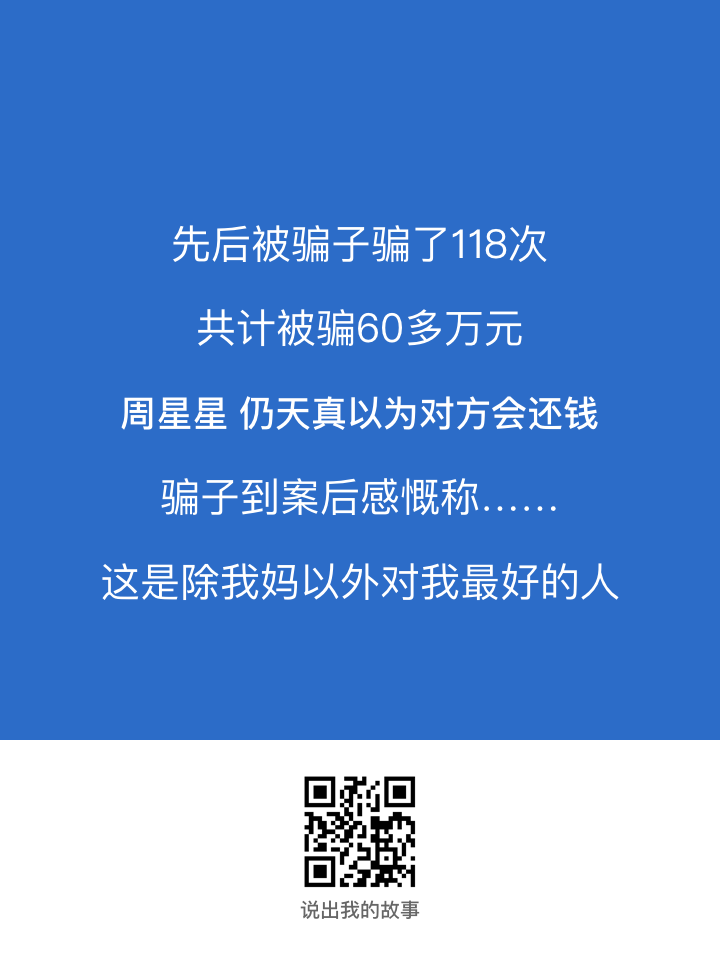 先后被骗子骗了118次
共计被骗60多万元
周星星 仍天真以为对方会还钱
骗子到案后感慨称……
这是除我妈以外对我最好的人
说出我的故事